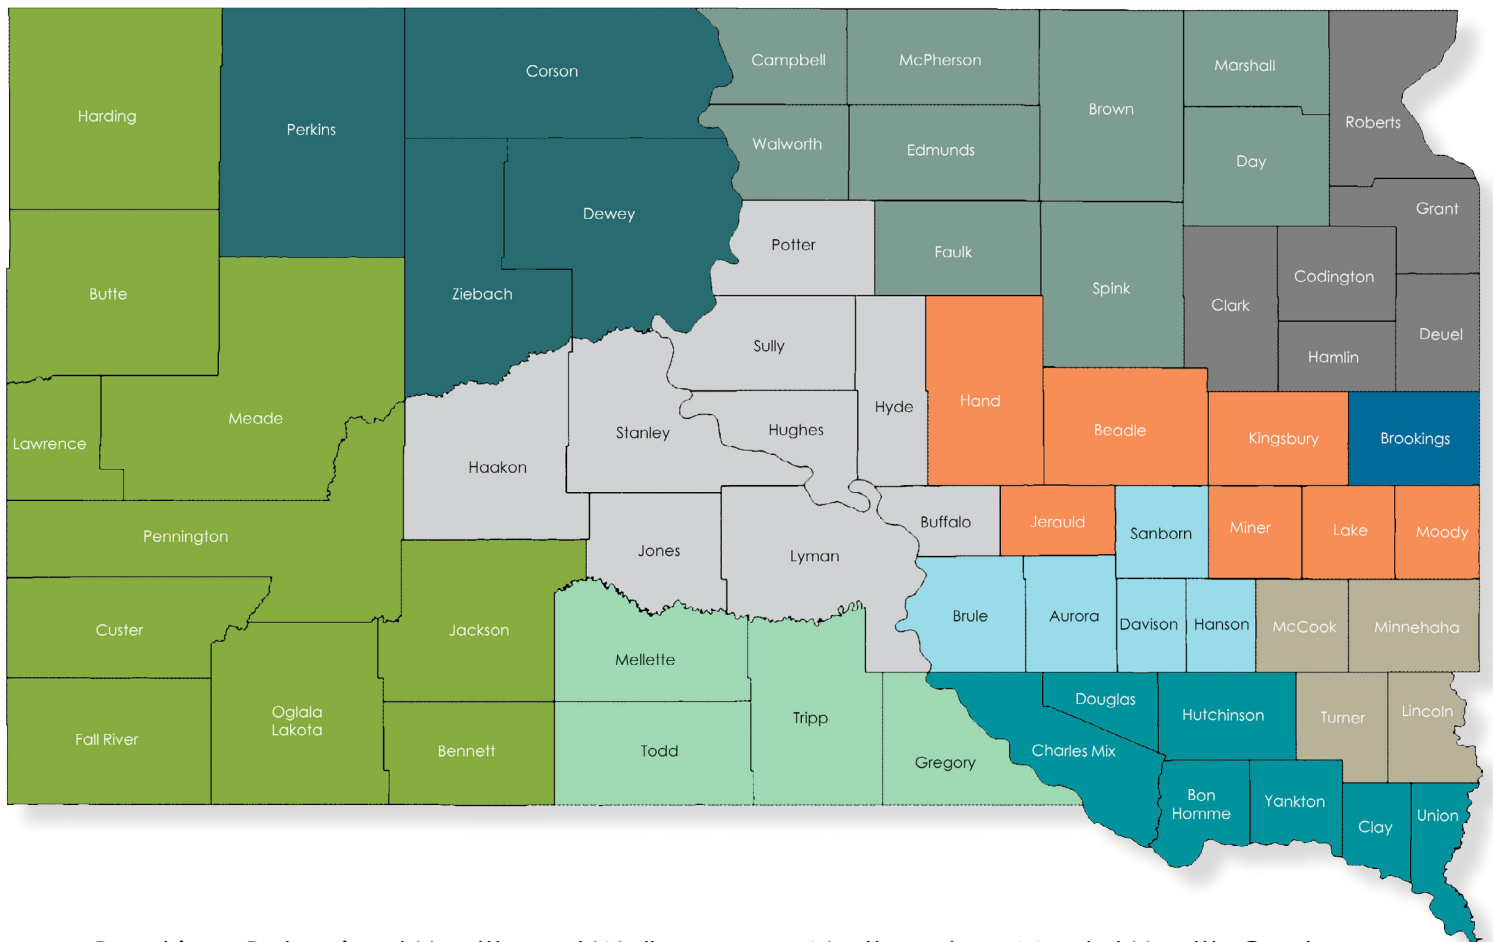 Harding
Perkins
Corson
Campbell
McPherson
Brown
Marshall
Roberts
Walworth
Edmunds
Day
Dewey
Grant
Potter
Faulk
Butte
Ziebach
Spink
Clark
Codington
Deuel
Sully
Hamlin
Meade
Hand
Hyde
Lawrence
Stanley
Hughes
Beadle
Kingsbury
Brookings
Haakon
Pennington
Jones
Lyman
Buffalo
Jerauld
Sanborn
Miner
Lake
Moody
Custer
Jackson
Brule
Aurora
Davison
Hanson
McCook
Minnehaha
Mellette
Fall River
Oglala
Lakota
Bennett
Todd
Tripp
Gregory
Charles Mix
Douglas
Hutchinson
Turner
Lincoln
Bon
Homme
Yankton
Clay
Union